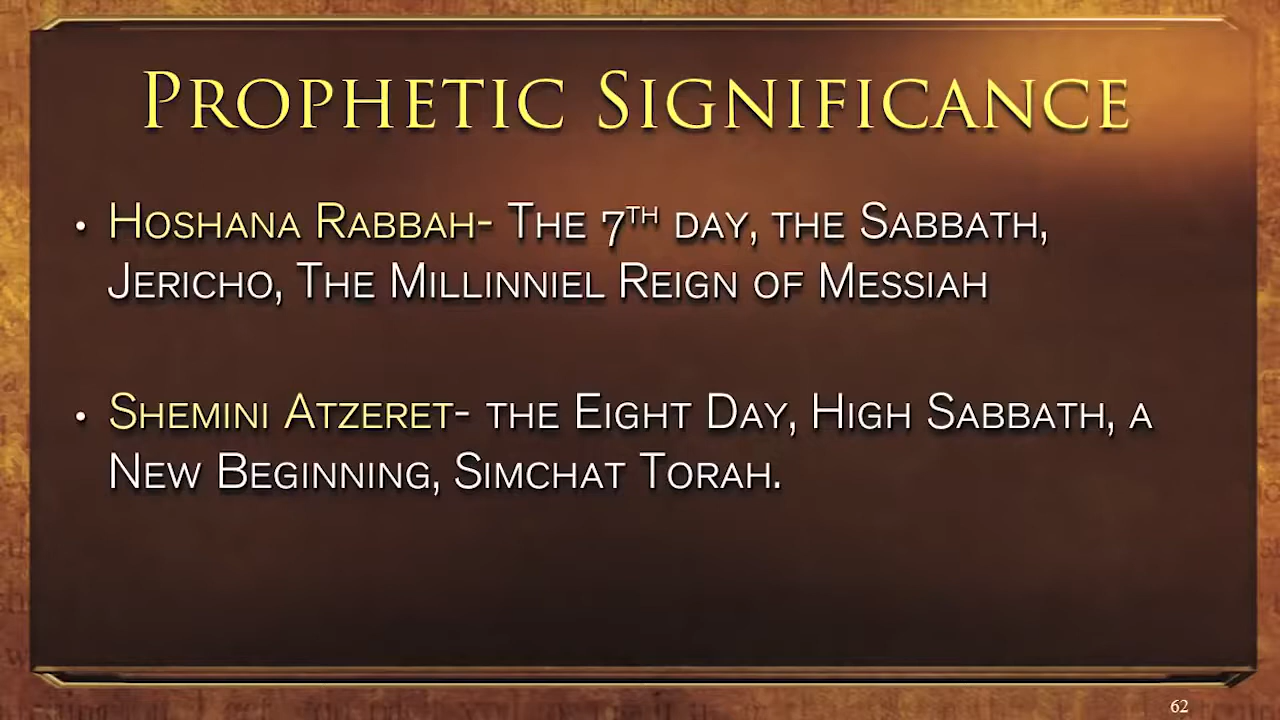 Prophetic Significance
• Hoshana Rabbah- The 7th day, the Sabbath,
Jericho, The Millinniel Reign of Messiah
• Shemini Atzeret- the Eight Day, High Sabbath, a
New Beginning, Simchat Torah.
62